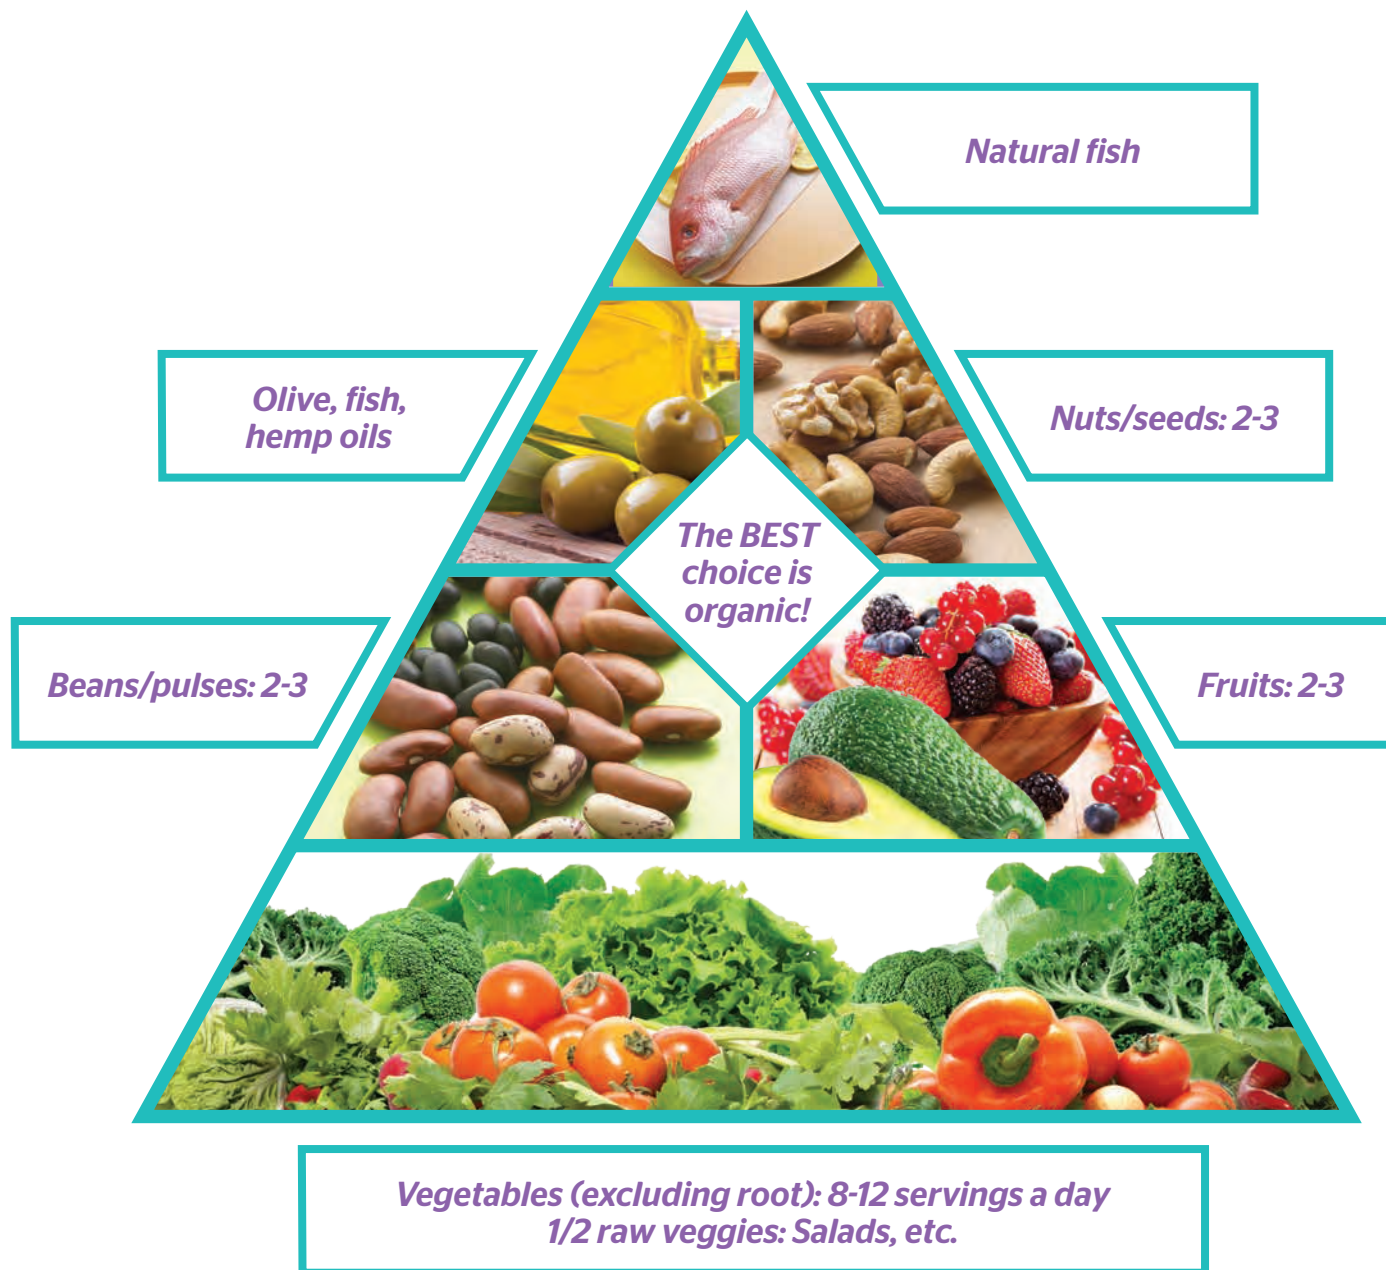 Natural fish
Olive, fish,
hemp oils
Nuts/seeds: 2-3
The BEST
choice is
organic!
Beans/pulses: 2-3
Fruits: 2-3
Vegetables (excluding root): 8-12 servings a day
1/2 raw veggies: Salads, etc.